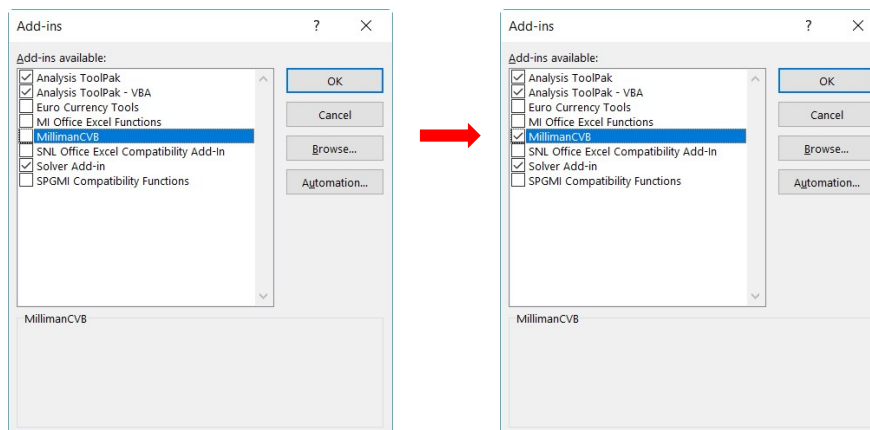 Add-ins ? ×
Add-ins available:
Analysis ToolPak
Analysis ToolPak - VBA
Euro Currency Tools
MI Office Excel Functions
MillimanCVB
SNL Office Excel Compatibility Add-In
Solver Add-in
SPGMI Compatibility Functions
OK
Cancel
Browse...
Automation...
MillimanCVB
Add-ins ? ×
Add-ins available:
Analysis ToolPak
Analysis ToolPak - VBA
Euro Currency Tools
MI Office Excel Functions
MillimanCVB
SNL Office Excel Compatibility Add-In
Solver Add-in
SPGMI Compatibility Functions
OK
Cancel
Browse...
Automation...
MillimanCVB